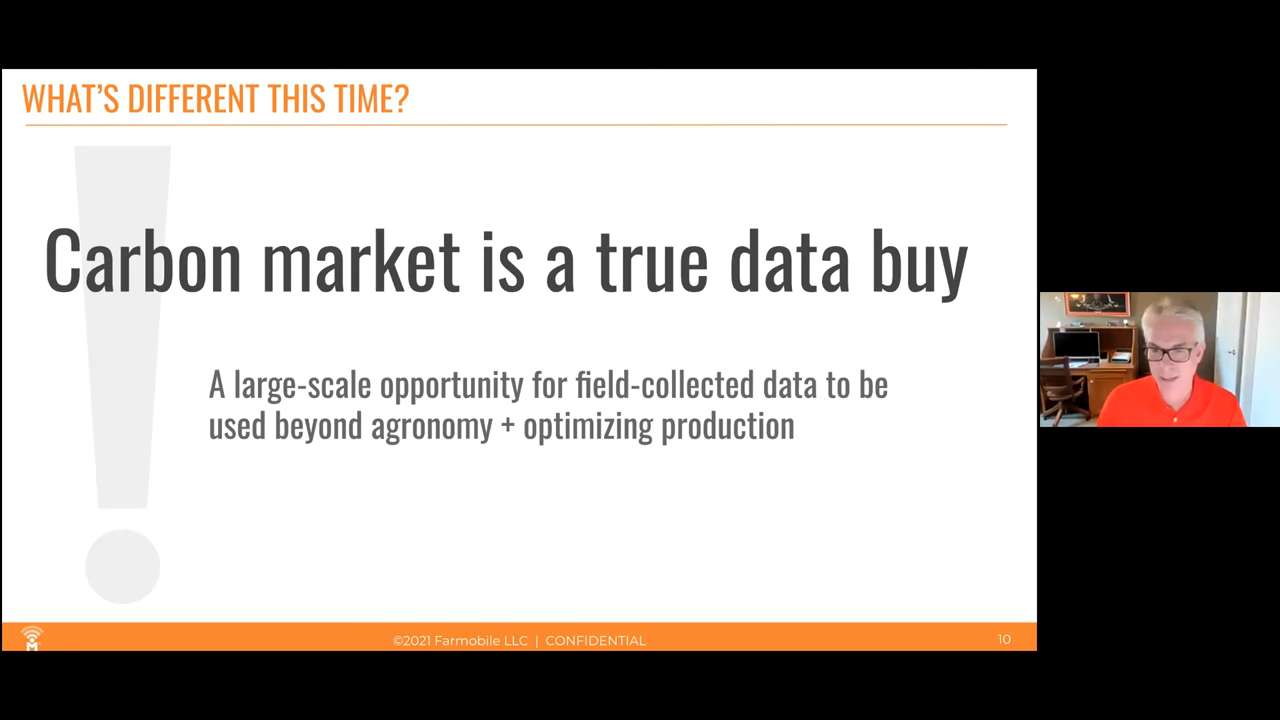 WHAT'S DIFFERENT THIS TIME?
Carbon market is a true data buy
A large-scale opportunity for field-collected data to be
used beyond agronomy + optimizing production
©2021 Farmobile LLC | CONFIDENTIAL
10